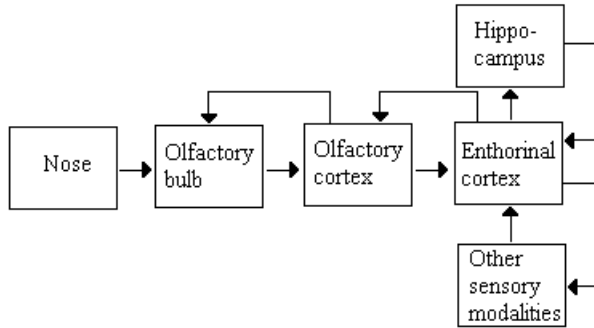 Hippo-
campus
Nose
Olfactory
bulb
Olfactory
cortex
Enthorinal
cortex
Other
sensory
modalities